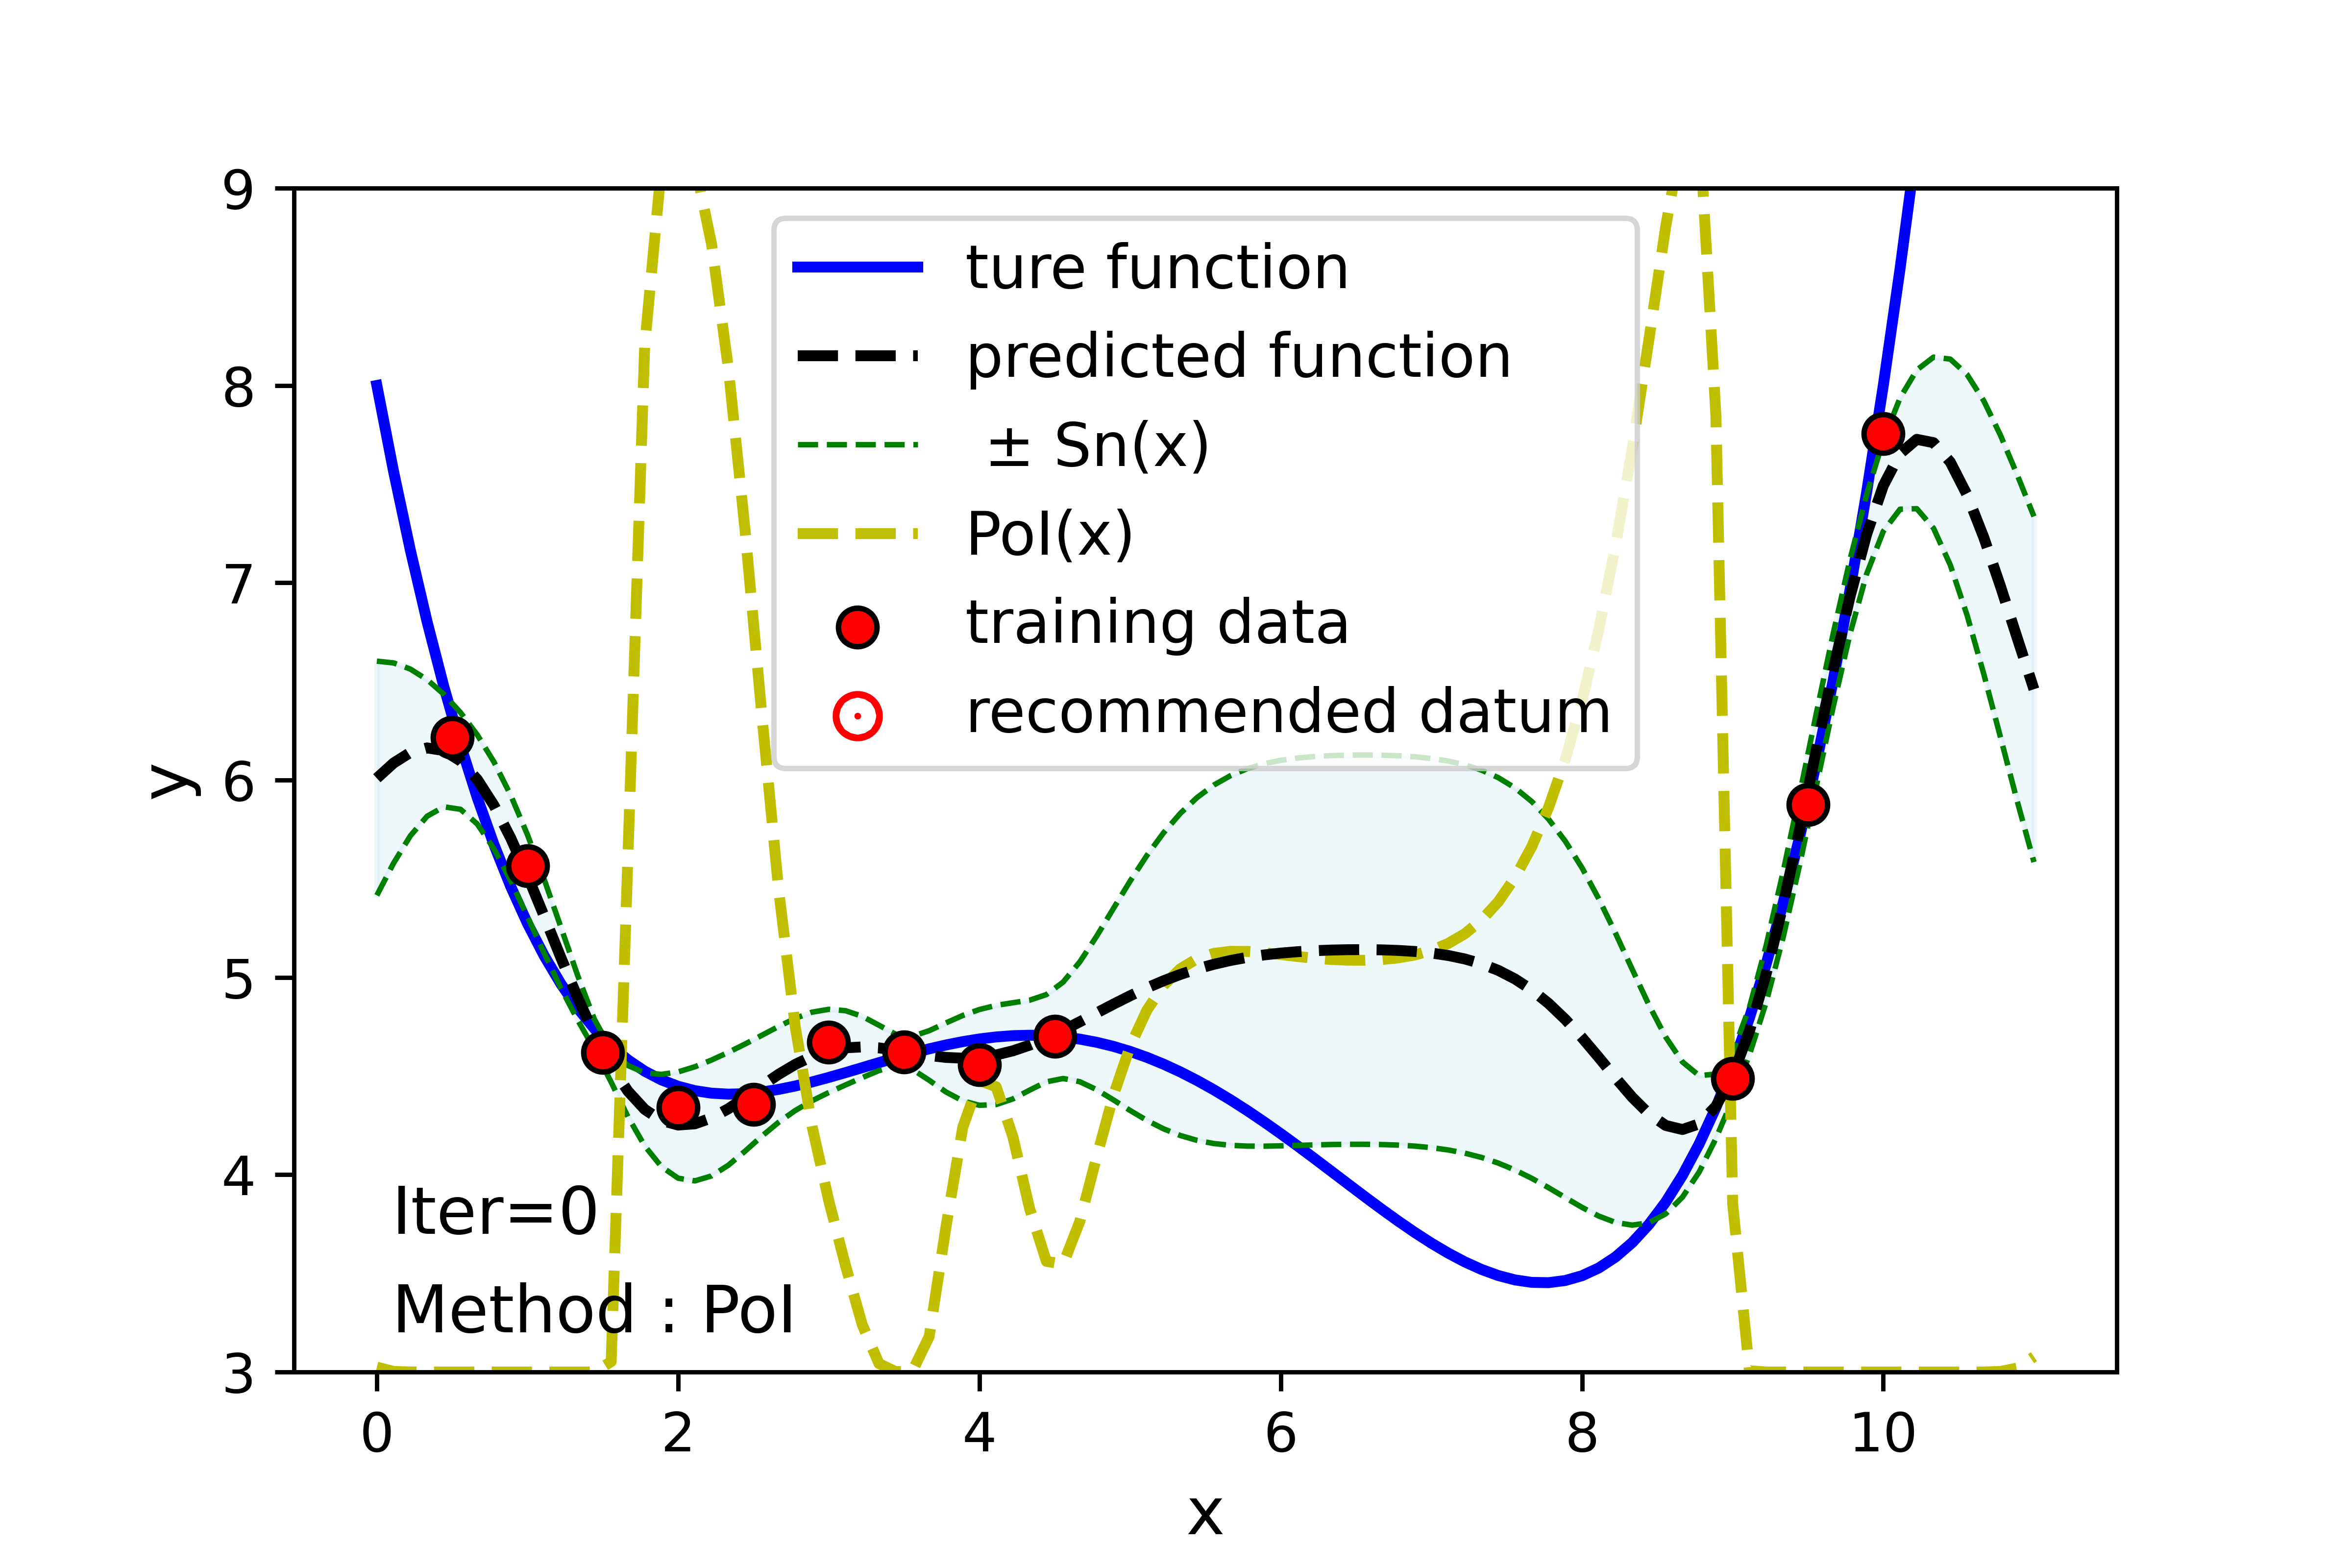 9
8
7
6
5
4
3
y
ture function
predicted function
± Sn(x)
PoI(x)
training data
recommended datum
Iter=0
Method : PoI
0 2 4 6 8 10
x